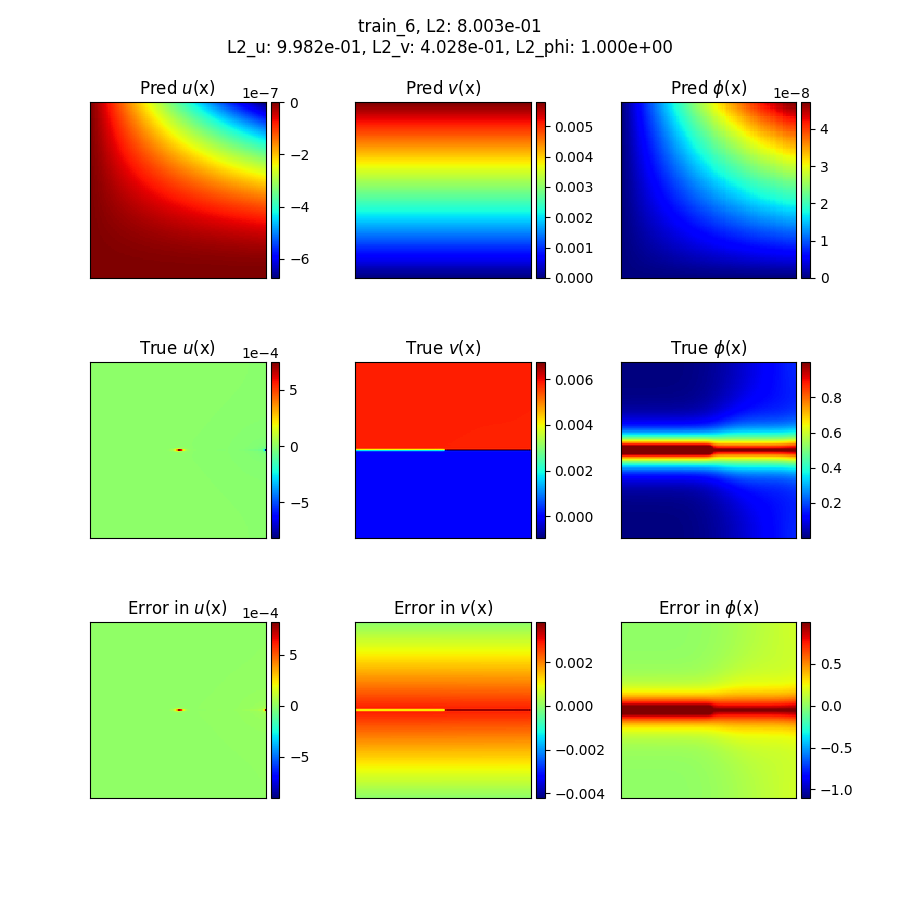 train_6, L2: 8.003e-01
L2_u: 9.982e-01, L2_v: 4.028e-01, L2_phi: 1.000e+00
Pred u(x)
1e−7
0
−2
−4
−6
Pred v(x)
0.005
0.004
0.003
0.002
0.001
0.000
Pred ϕ(x)
1e−8
4
3
2
1
0
True u(x)
1e−4
5
0
−5
True v(x)
0.006
0.004
0.002
0.000
True ϕ(x)
0.8
0.6
0.4
0.2
Error in u(x)
1e−4
5
0
−5
Error in v(x)
0.002
0.000
−0.002
−0.004
Error in ϕ(x)
0.5
0.0
−0.5
−1.0